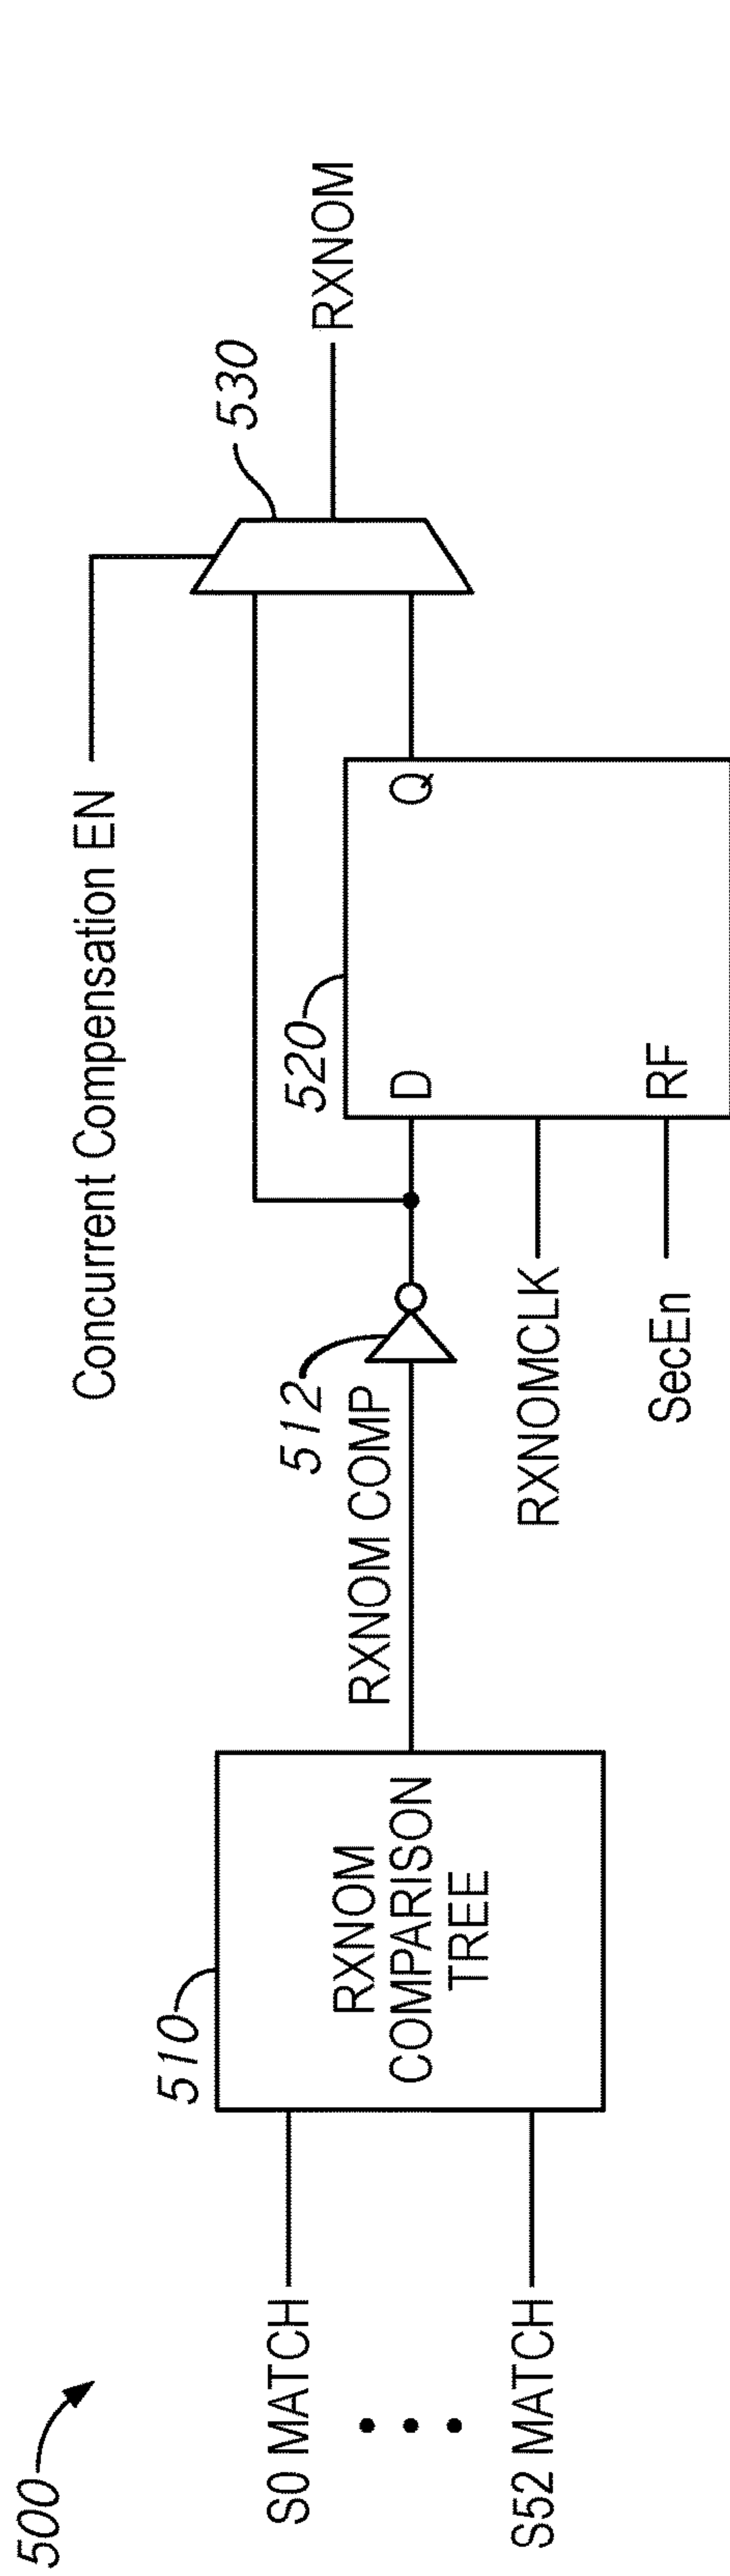 500
S0 MATCH
S52 MATCH
510
RXNOM
COMPARISON
TREE
RXNOM COMP
512
RXNOMCLK
SecEn
520
D
Q
RF
Concurrent Compensation EN
530
RXNOM